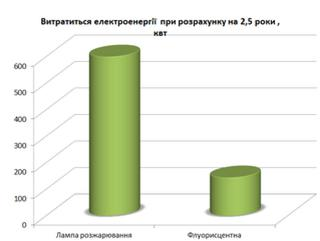 Витратиться електроенергії при розрахунку на 2,5 роки ,
квт
600
500
400
300
200
100
0
Лампа розжарювання Флуорисцентна